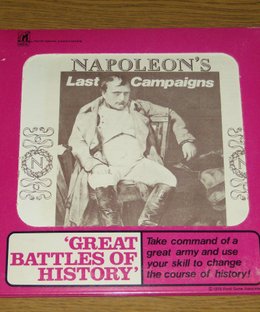 NAPOLEON'S
Last Campaigns
N
N
'GREAT
BATTLES OF
HISTORY'
Take command of a
great army and use
your skill to change
the course of history!